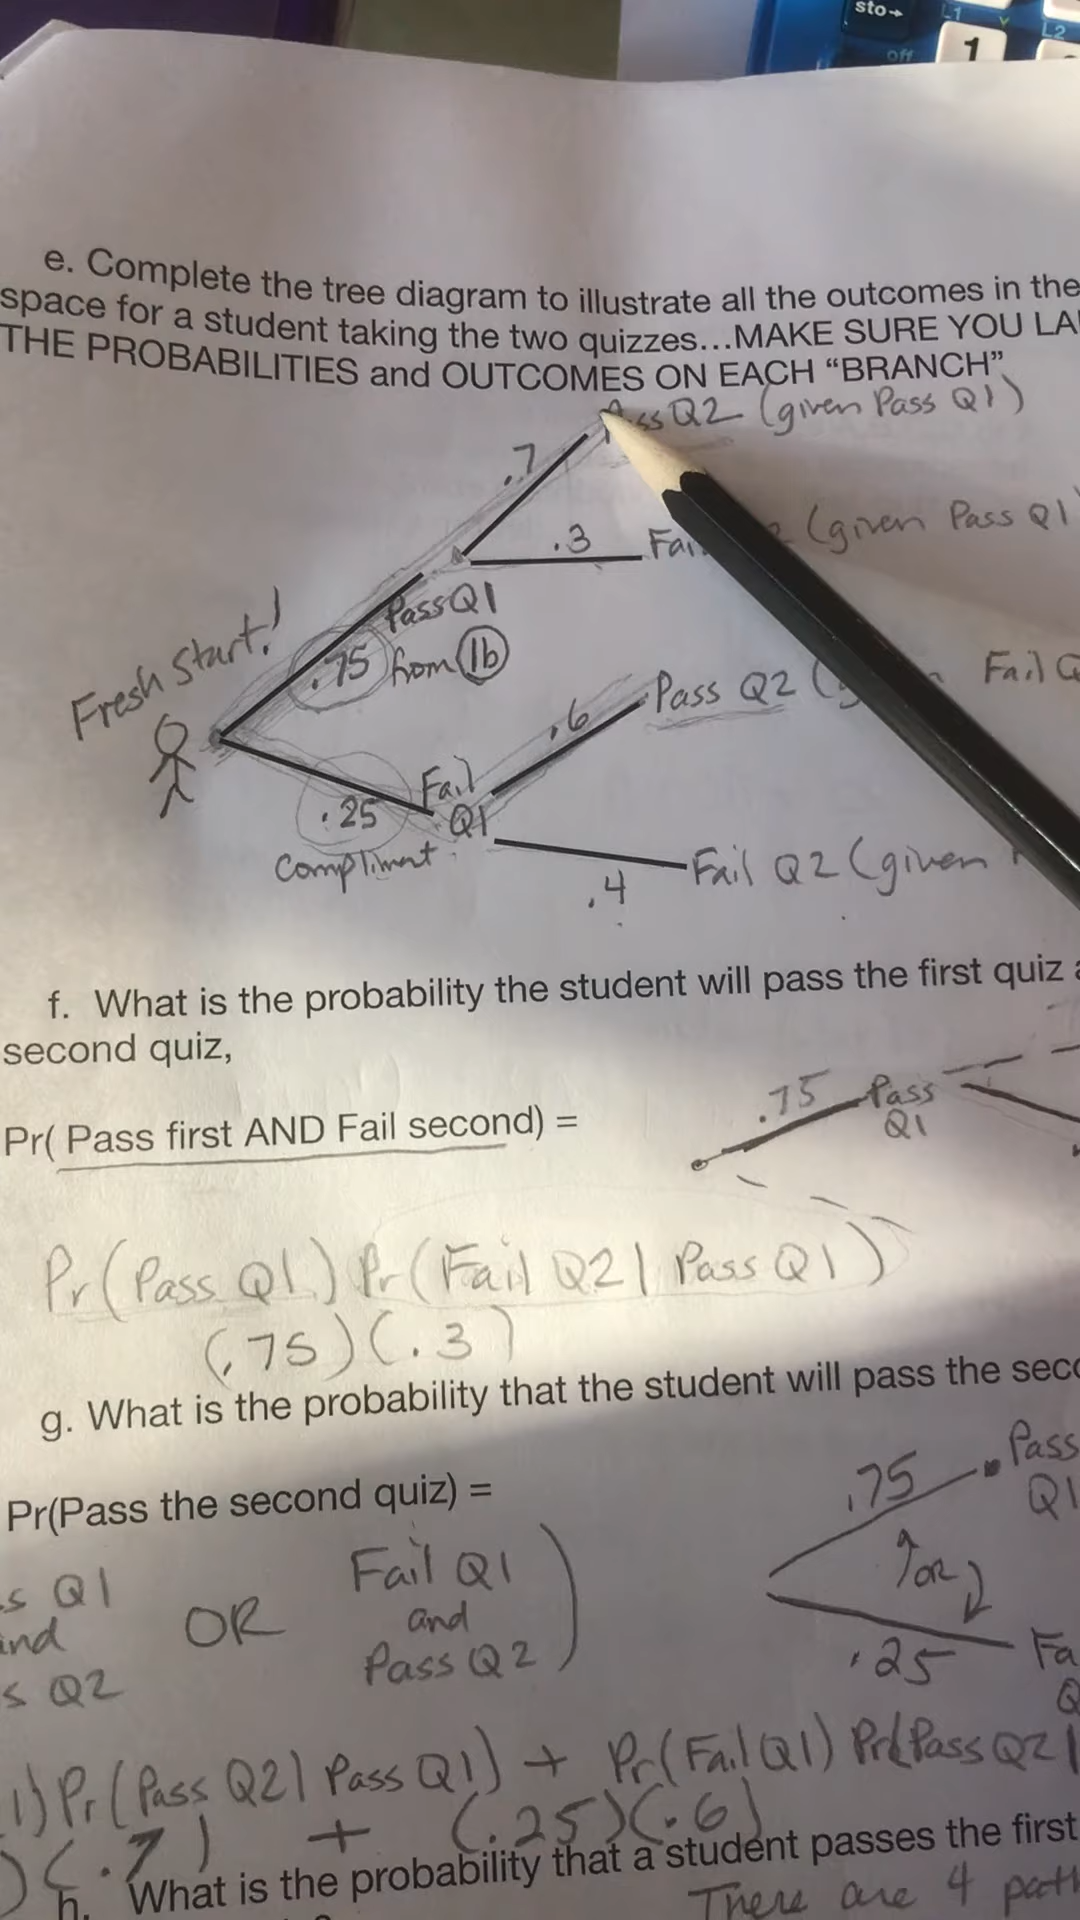 sto→
L1
L2
off
1
e. Complete the tree diagram to illustrate all the outcomes in the
space for a student taking the two quizzes...MAKE SURE YOU
THE PROBABILITIES and OUTCOMES ON EACH “BRANCH”
Q2 (given Pass Q1)
.7
.3
(given Pass Q1
Pass Q1
Fresh Start!
.75 from 1b
.6
Pass Q2
Fail
Fail
Q1
.25
Compliment
.4
Fail Q2 (given
f. What is the probability the student will pass the first quiz
second quiz,
.75
Pass
Q1
Pr( Pass first AND Fail second) =
Pr(Pass Q1) Pr(Fail Q2 | Pass Q1)
(.75)(.3)
g. What is the probability that the student will pass the
.75
Pass
Q1
Pr(Pass the second quiz) =
Q1
OR
Q2
Fail Q1
and
Pass Q2
OR
.25
1) Pr(Pass Q2 | Pass Q1) + Pr(Fail Q1) Pr(Pass Q2 |
)(.7) + (.25)(.6)
h. What is the probability that a student passes the first
There are 4